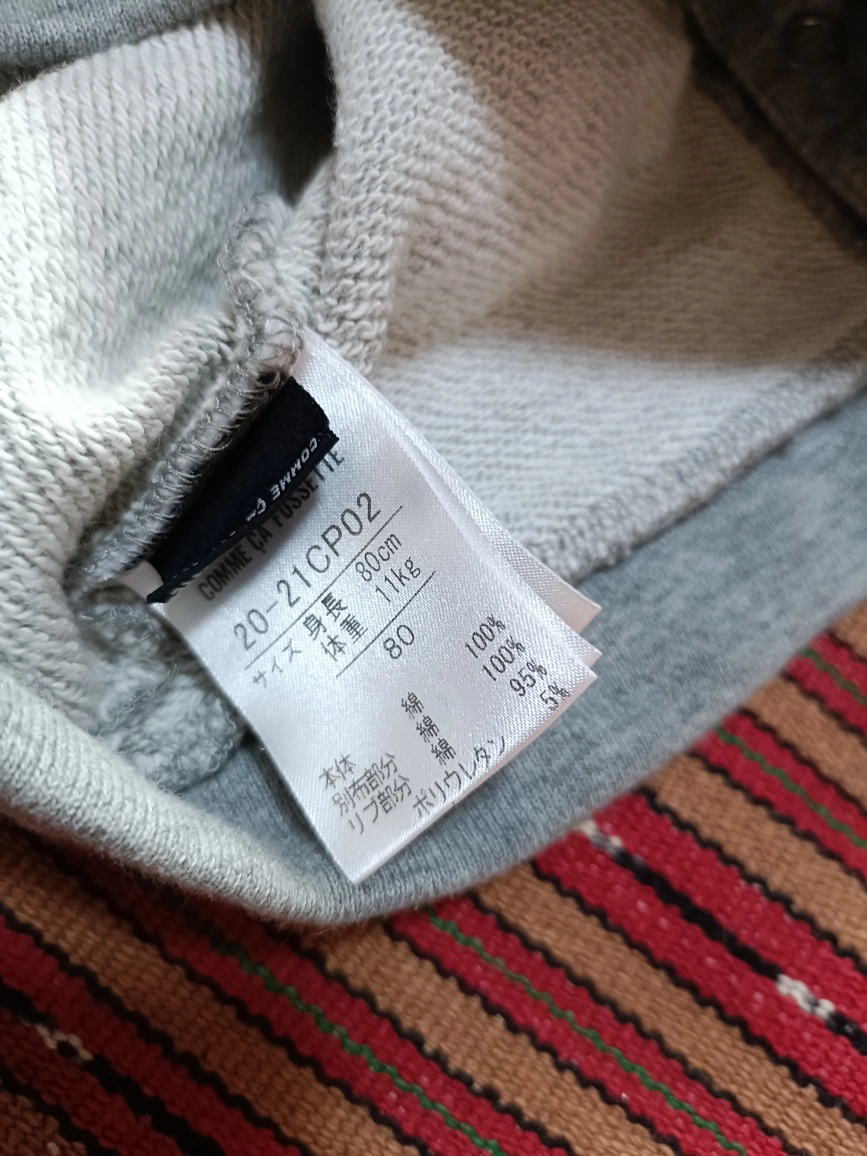 COMME ÇA
COMME ÇA FOSSETTE
20-21CP02
サイズ 身長 80cm
体重 11kg
80
本体 綿 100%
別布部分 綿 100%
リブ部分 綿 95%
ポリウレタン 5%